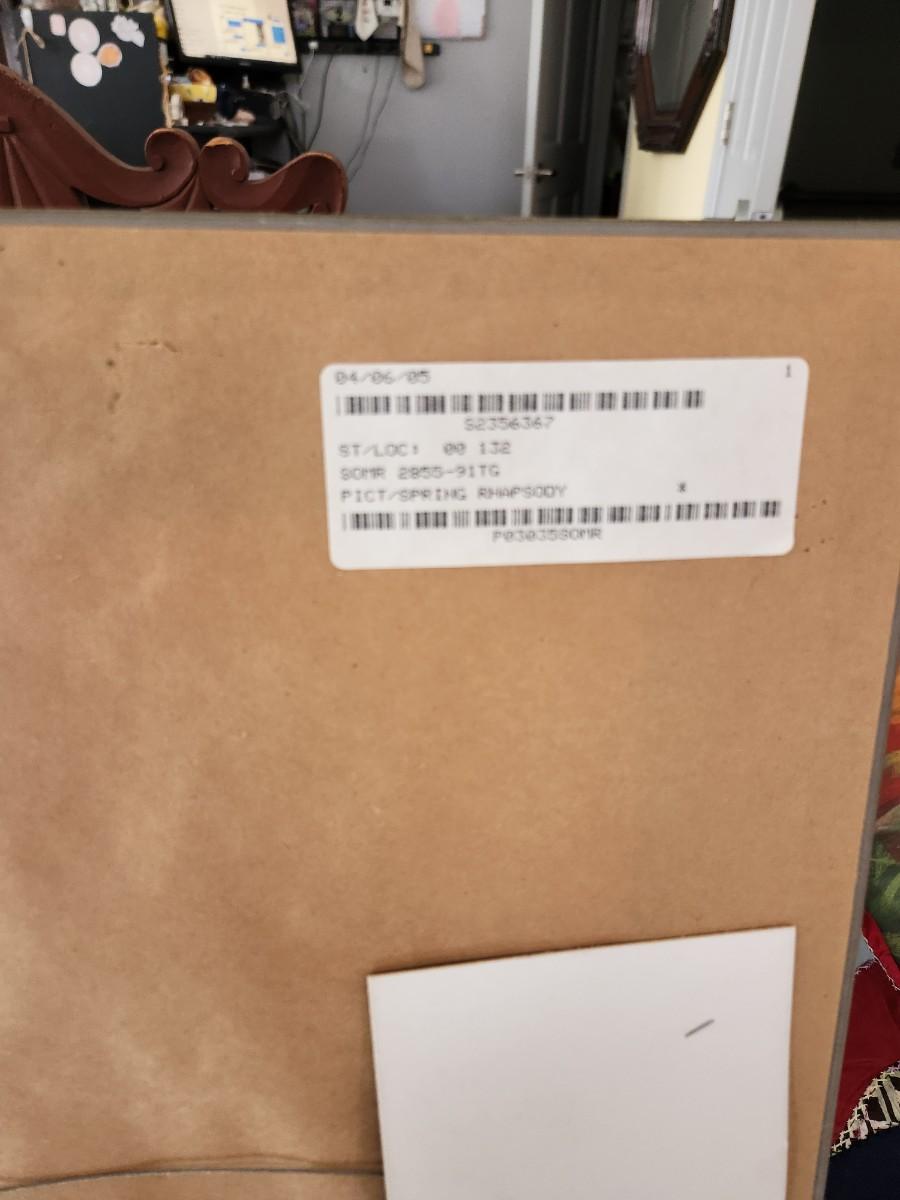 04/06/05 1
S2356367
ST/LOC: 00 132
SOMR 2855-91TG
PICT/SPRING RHAPSODY *
P03035SOMR